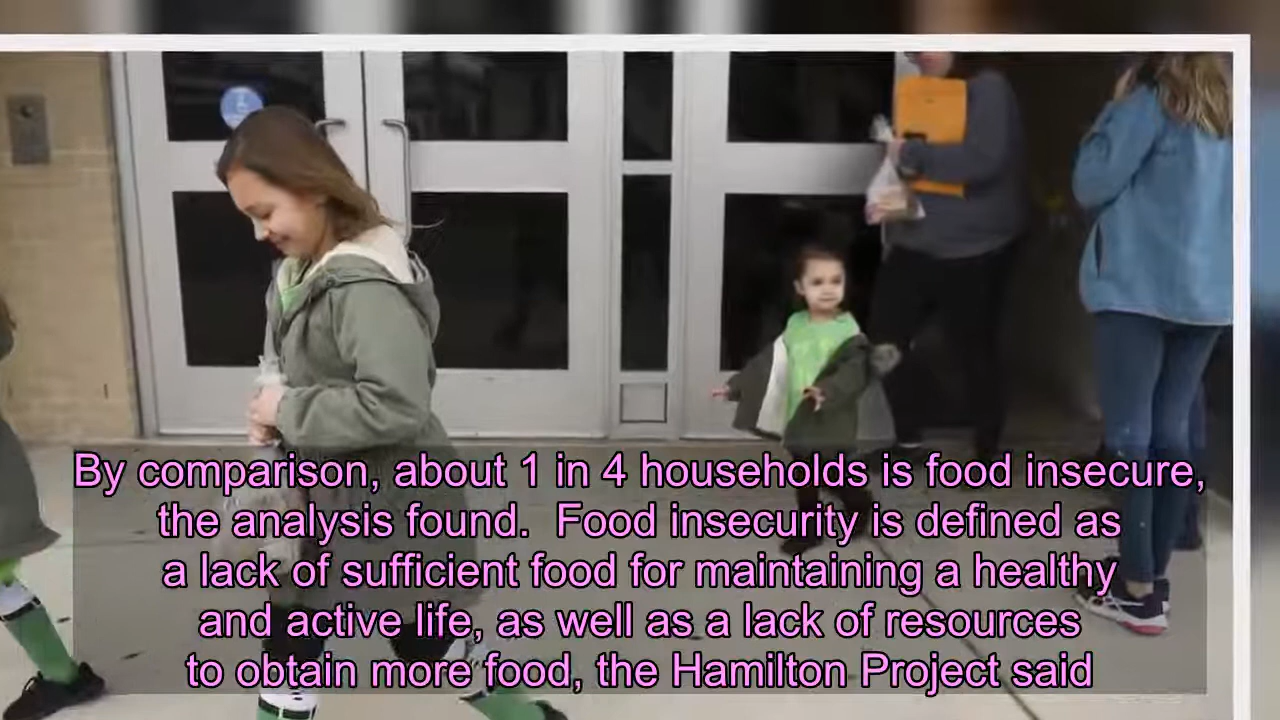 By comparison, about 1 in 4 households is food insecure,
the analysis found.  Food insecurity is defined as
a lack of sufficient food for maintaining a healthy
and active life, as well as a lack of resources
to obtain more food, the Hamilton Project said